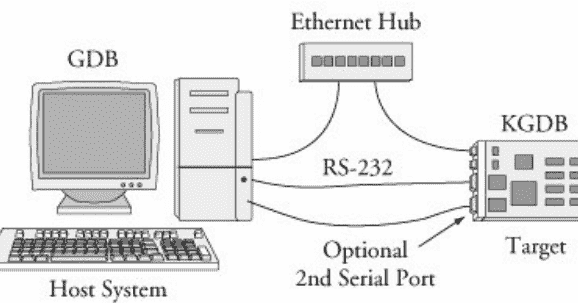 Ethernet Hub
GDB
KGDB
RS-232
Optional
2nd Serial Port
Target
Host System